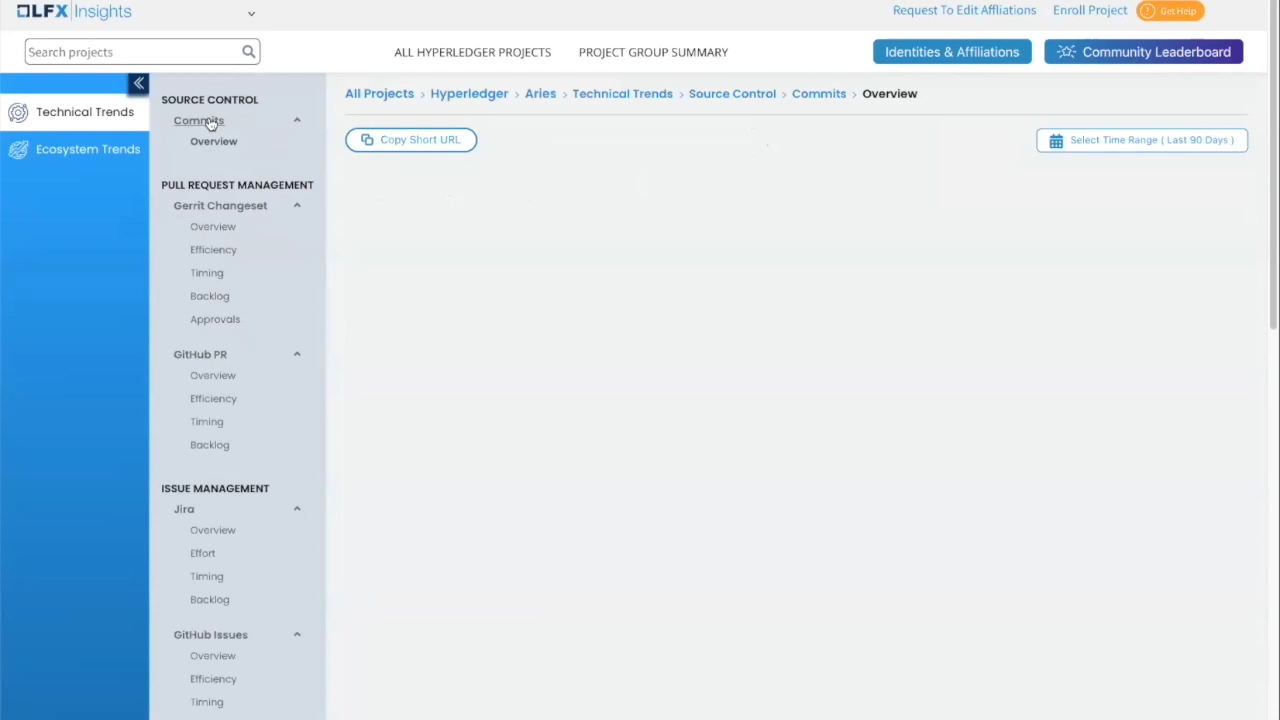 LFX Insights
Request To Edit Affliations
Enroll Project
Get Help
Search projects
ALL HYPERLEDGER PROJECTS
PROJECT GROUP SUMMARY
Identities & Affiliations
Community Leaderboard
Technical Trends
Ecosystem Trends
SOURCE CONTROL
Commits
Overview
PULL REQUEST MANAGEMENT
Gerrit Changeset
Overview
Efficiency
Timing
Backlog
Approvals
GitHub PR
Overview
Efficiency
Timing
Backlog
ISSUE MANAGEMENT
Jira
Overview
Effort
Timing
Backlog
GitHub Issues
Overview
Efficiency
Timing
All Projects > Hyperledger > Aries > Technical Trends > Source Control > Commits > Overview
Copy Short URL
Select Time Range ( Last 90 Days )